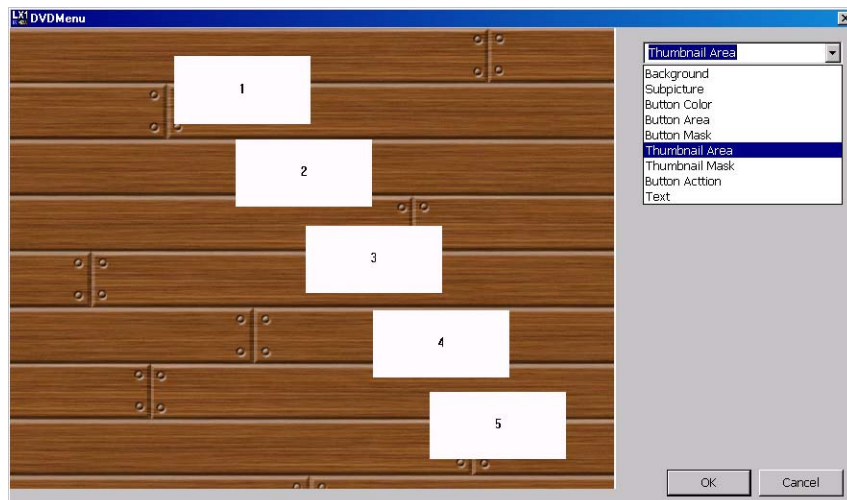 DVDMenu
Thumbnail Area
Background
Subpicture
Button Color
Button Area
Button Mask
Thumbnail Area
Thumbnail Mask
Button Acttion
Text
1
2
3
4
5
OK
Cancel